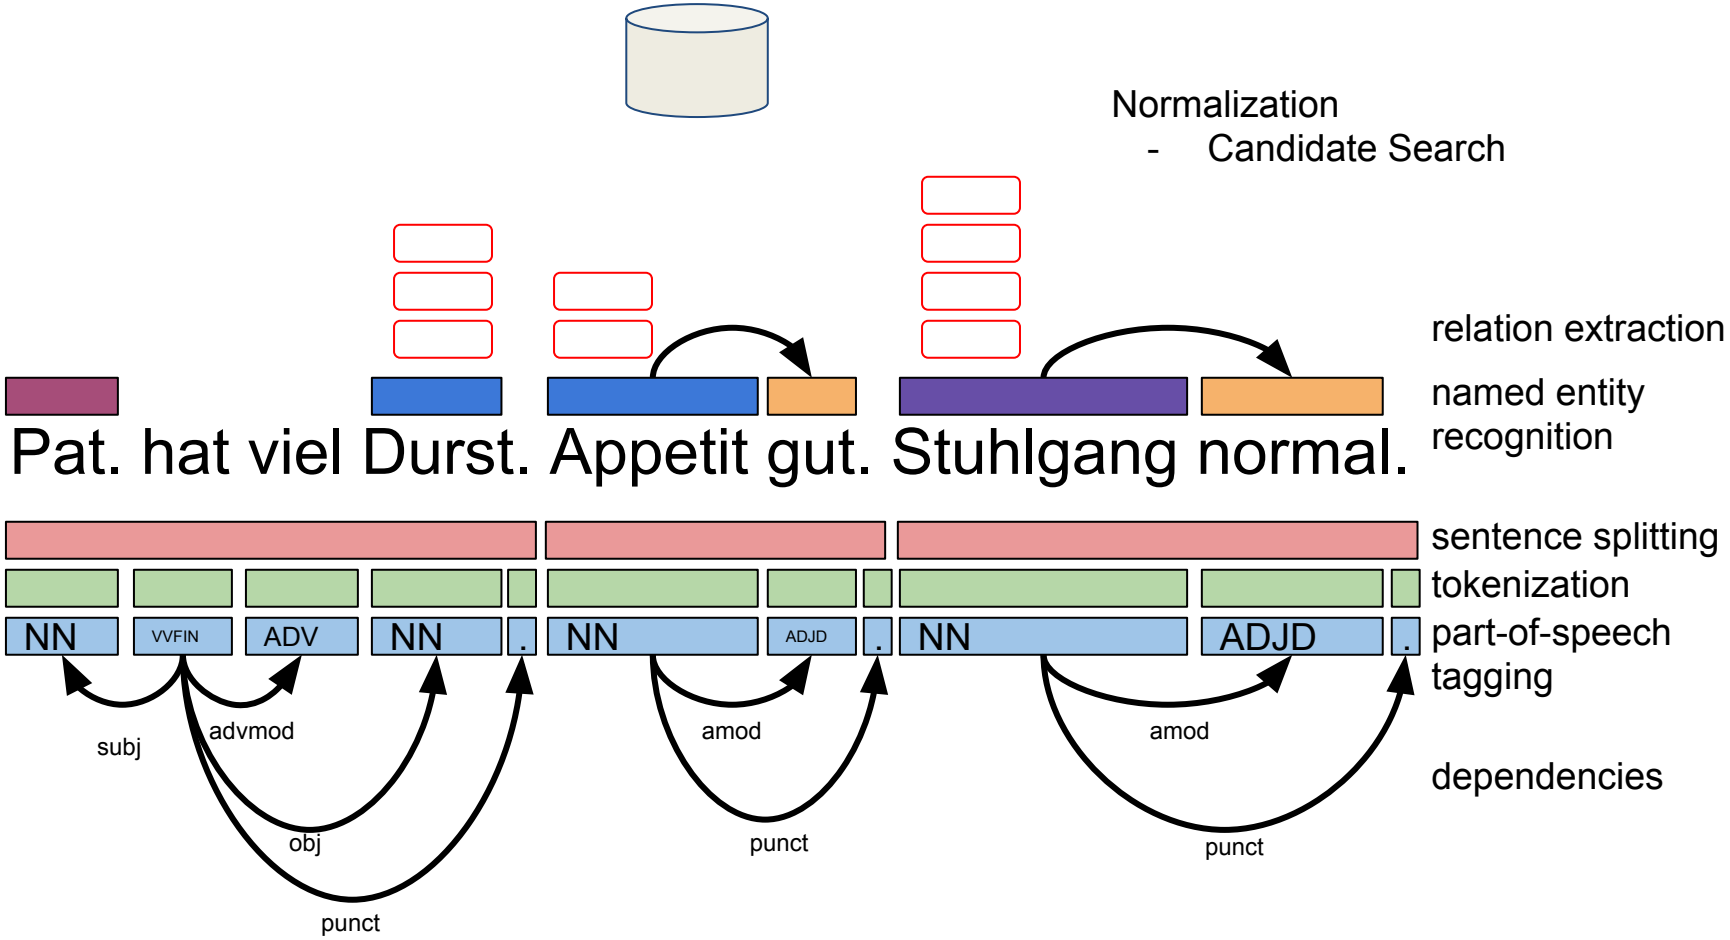 Normalization
- Candidate Search
relation extraction
named entity
recognition
Pat. hat viel Durst. Appetit gut. Stuhlgang normal.
sentence splitting
tokenization
NN VVFIN ADV NN . NN ADJD . NN ADJD .
part-of-speech
tagging
subj advmod amod amod
dependencies
obj punct punct
punct